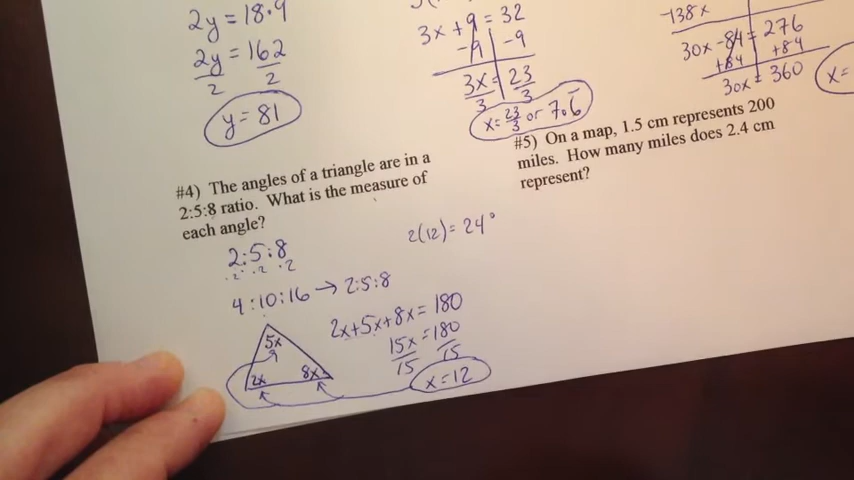 2y = 18·9
2y = 162
2 2
y = 81
3x + 9 = 32
-9 -9
3x = 23
3 3
x = 23/3 or 7.6̅
-138x
30x - 84 = 276
+84 +84
30x = 360
x =
#4) The angles of a triangle are in a
2:5:8 ratio. What is the measure of
each angle?
2:5:8
·2 ·2 ·2
4:10:16 → 2:5:8
5x
2x 8x
2x+5x+8x = 180
15x = 180
15 15
x = 12
2(12) = 24°
#5) On a map, 1.5 cm represents 200
miles. How many miles does 2.4 cm
represent?